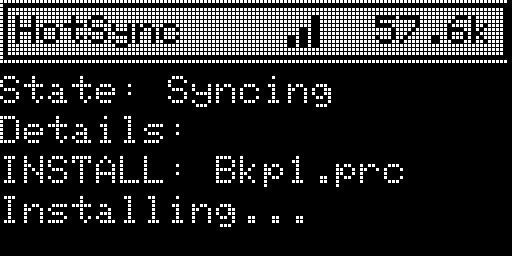 HotSync 57.6k
State: Syncing
Details:
INSTALL: Bkp1.prc
Installing...